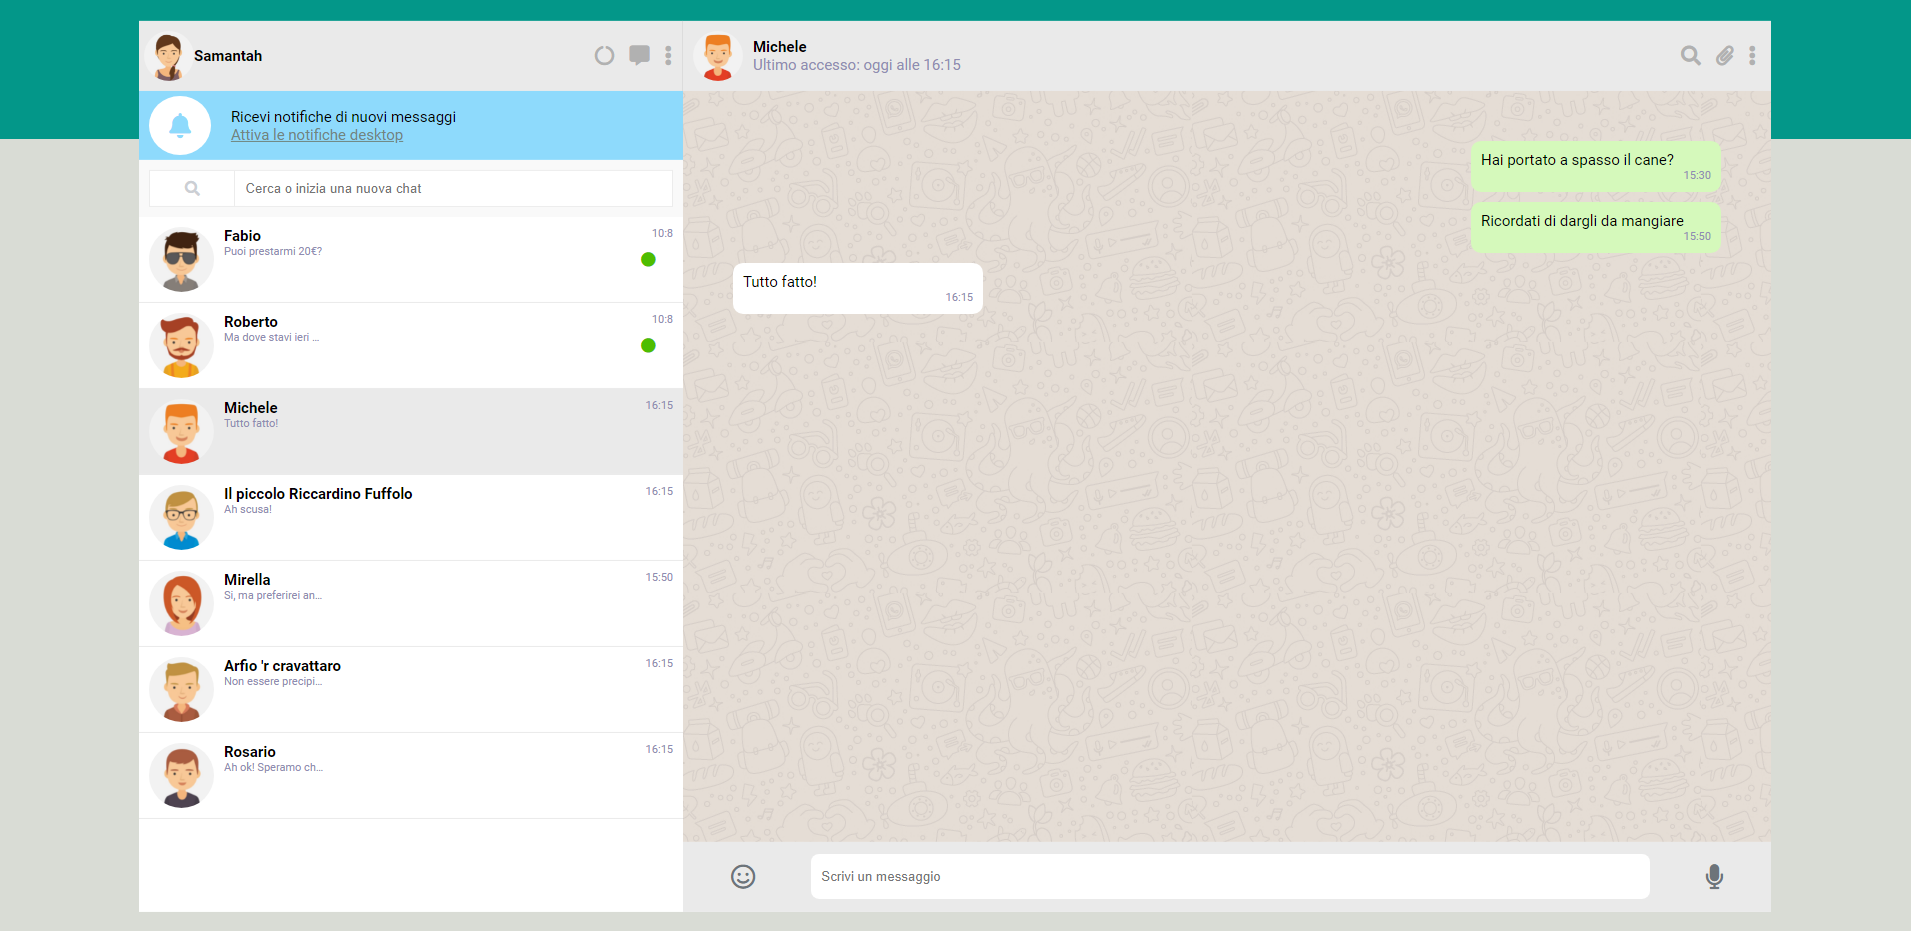 Samantah
Ricevi notifiche di nuovi messaggi
Attiva le notifiche desktop
Cerca o inizia una nuova chat
Fabio
10:8
Puoi prestarmi 20€?
Roberto
10:8
Ma dove stavi ieri ...
Michele
16:15
Tutto fatto!
Il piccolo Riccardino Fuffolo
16:15
Ah scusa!
Mirella
15:50
Si, ma preferirei an...
Arfio 'r cravattaro
16:15
Non essere precipi...
Rosario
16:15
Ah ok! Speramo ch...
Michele
Ultimo accesso: oggi alle 16:15
Hai portato a spasso il cane?
15:30
Ricordati di dargli da mangiare
15:50
Tutto fatto!
16:15
Scrivi un messaggio